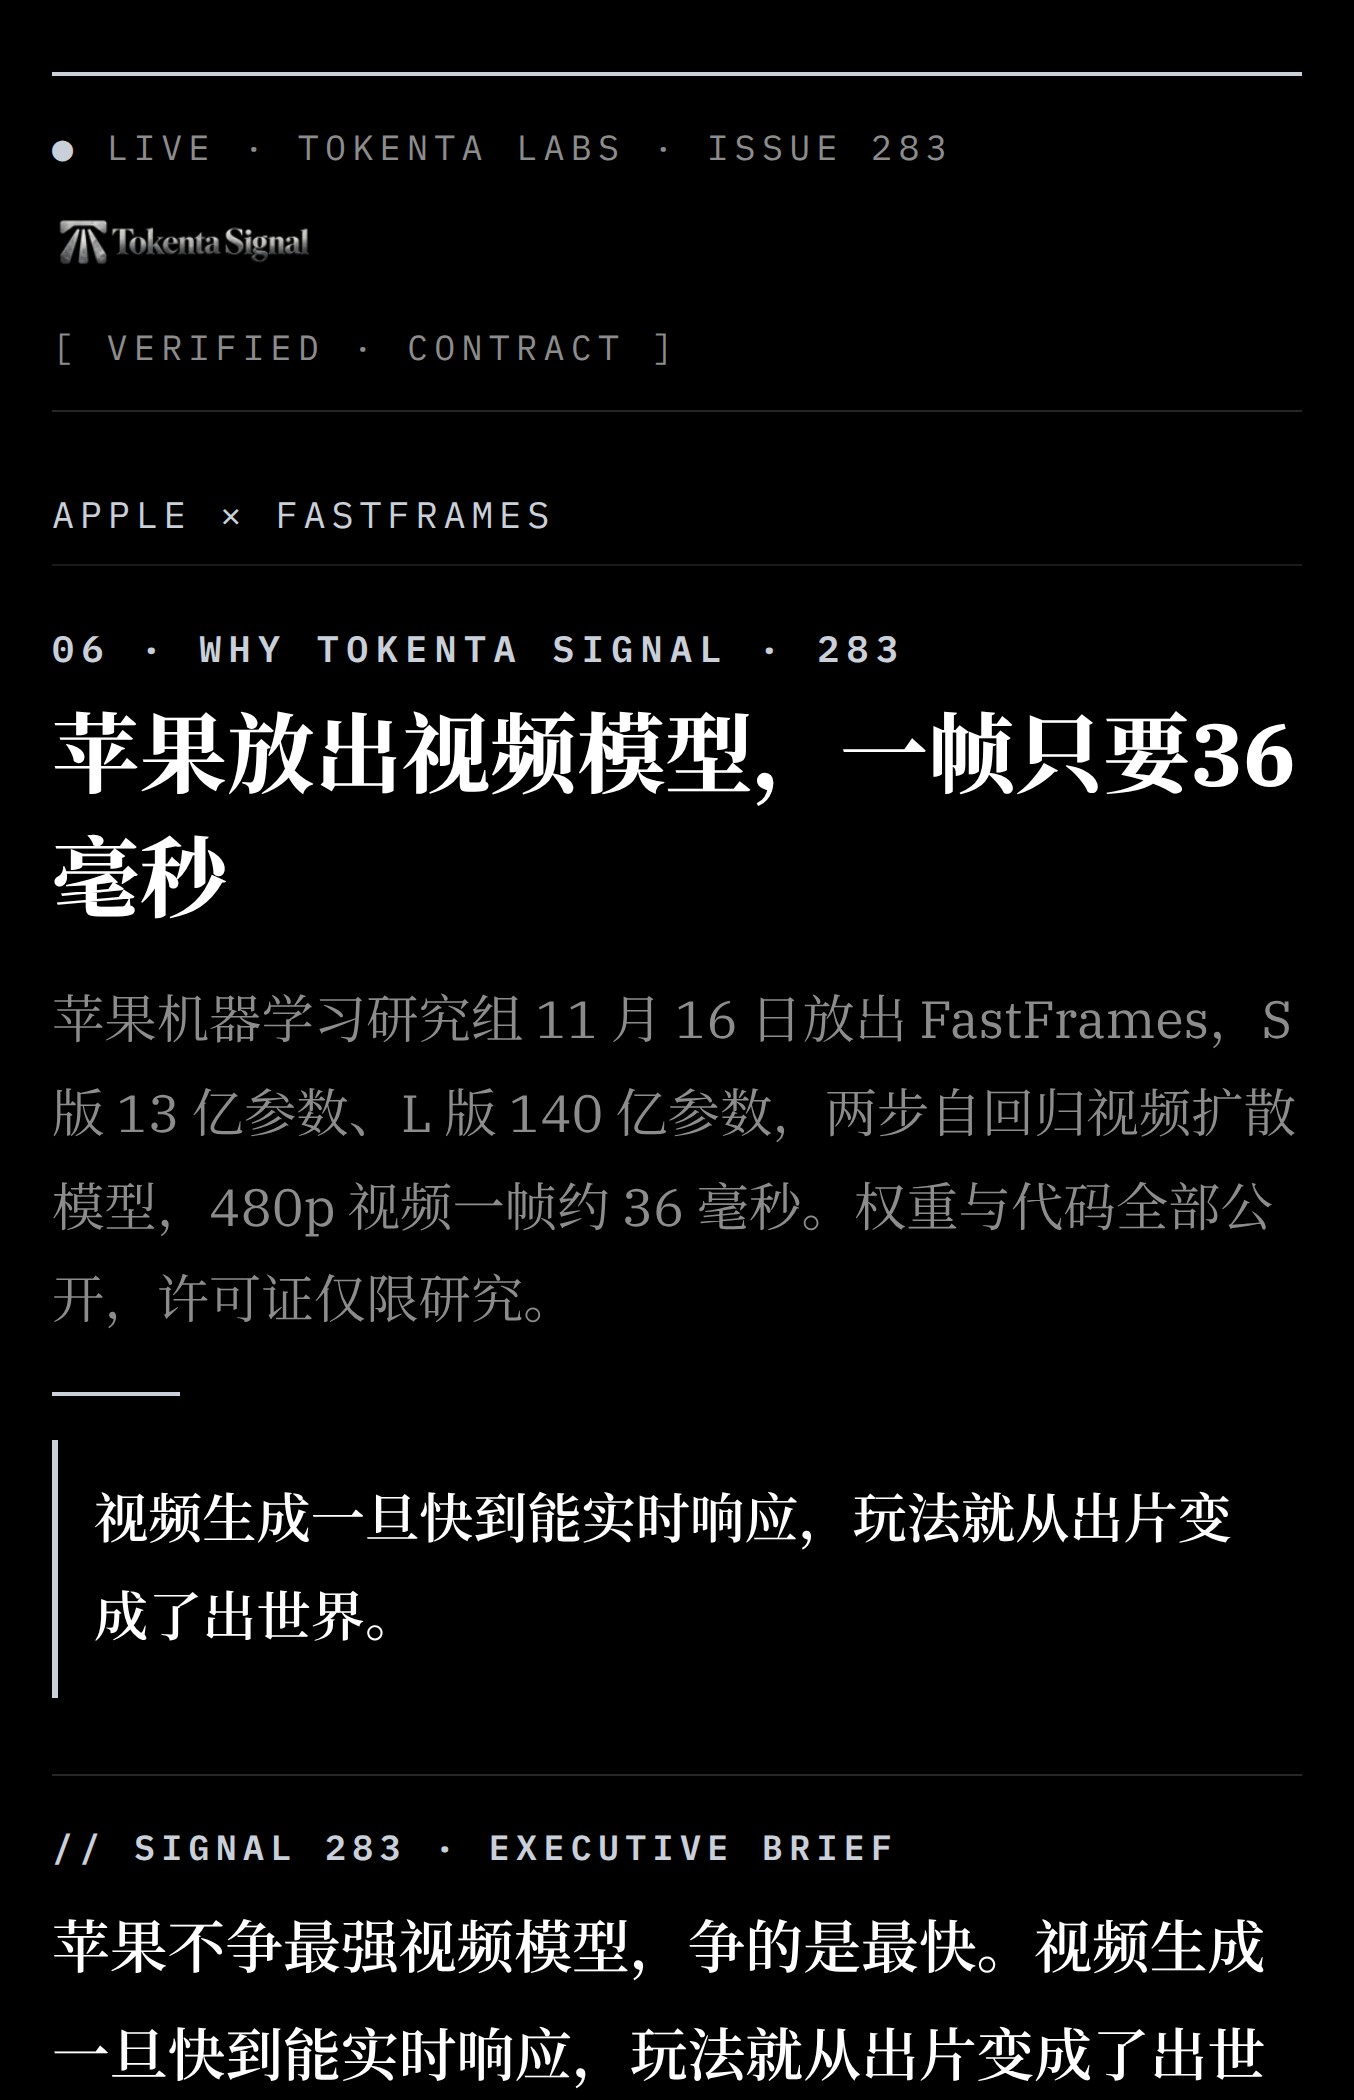 ● LIVE · TOKENTA LABS · ISSUE 283
Tokenta Signal
[ VERIFIED · CONTRACT ]
APPLE × FASTFRAMES
06 · WHY TOKENTA SIGNAL · 283
苹果放出视频模型，一帧只要36
毫秒
苹果机器学习研究组 11 月 16 日放出 FastFrames，S
版 13 亿参数、L 版 140 亿参数，两步自回归视频扩散
模型，480p 视频一帧约 36 毫秒。权重与代码全部公
开，许可证仅限研究。
视频生成一旦快到能实时响应，玩法就从出片变
成了出世界。
// SIGNAL 283 · EXECUTIVE BRIEF
苹果不争最强视频模型，争的是最快。视频生成
一旦快到能实时响应，玩法就从出片变成了出世